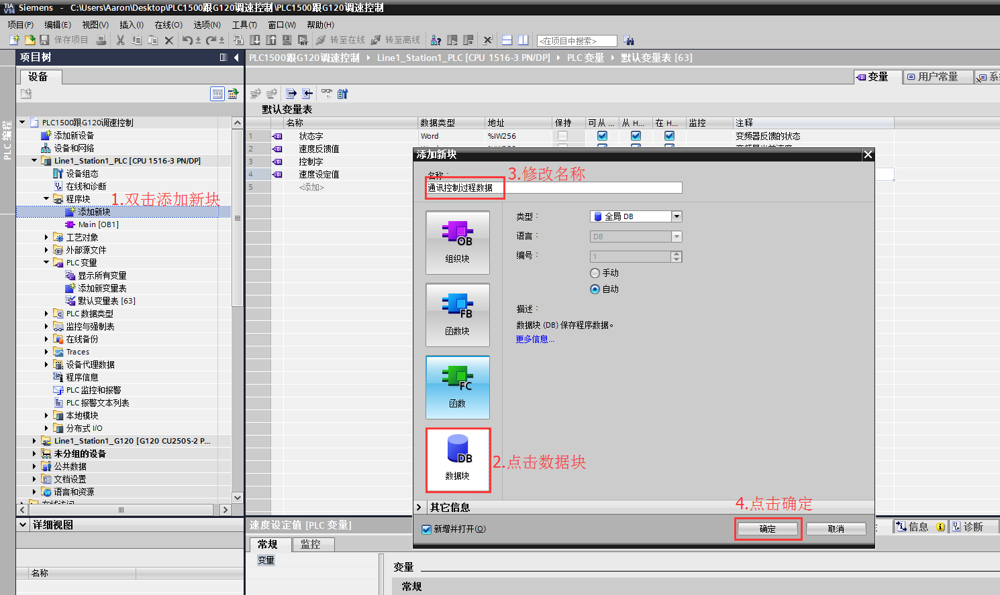 Siemens - C:\Users\Aaron\Desktop\PLC1500跟G120调速控制\PLC1500跟G120调速控制
项目(P) 编辑(E) 视图(V) 插入(I) 在线(O) 选项(N) 工具(T) 窗口(W) 帮助(H)
保存项目 转至在线 转至离线 <在项目中搜索>
项目树
PLC1500跟G120调速控制 Line1_Station1_PLC [CPU 1516-3 PN/DP] PLC 变量 默认变量表 [63]
设备
变量 用户常量
PLC 编程
默认变量表
名称 数据类型 地址 保持 可从 ... 从 H... 在 H... 监控 注释
1 状态字 Word %IW256 变频器反馈的状态
2 速度反馈值
3 控制字
4 速度设定值
5 <添加>
PLC1500跟G120调速控制
添加新设备
设备和网络
Line1_Station1_PLC [CPU 1516-3 PN/DP]
设备组态
在线和诊断
程序块
添加新块
Main [OB1]
工艺对象
外部源文件
PLC 变量
显示所有变量
添加新变量表
默认变量表 [63]
PLC 数据类型
监控与强制表
在线备份
Traces
设备代理数据
程序信息
PLC 监控和报警
PLC 报警文本列表
本地模块
分布式 I/O
Line1_Station1_G120 [G120 CU250S-2 P...
未分组的设备
公共数据
文档设置
语言和资源
在线访问
1.双击添加新块
添加新块
名称：
3.修改名称
通讯控制过程数据
OB
组织块
FB
函数块
FC
函数
DB
数据块
2.点击数据块
类型： 全局 DB
语言： DB
编号： 1
手动
自动
描述：
数据块 (DB) 保存程序数据。
更多信息...
其它信息
4.点击确定
新增并打开(O)
确定 取消
详细视图
名称
速度设定值 [PLC 变量]
信息 诊断
常规 监控
变量
变量
常规